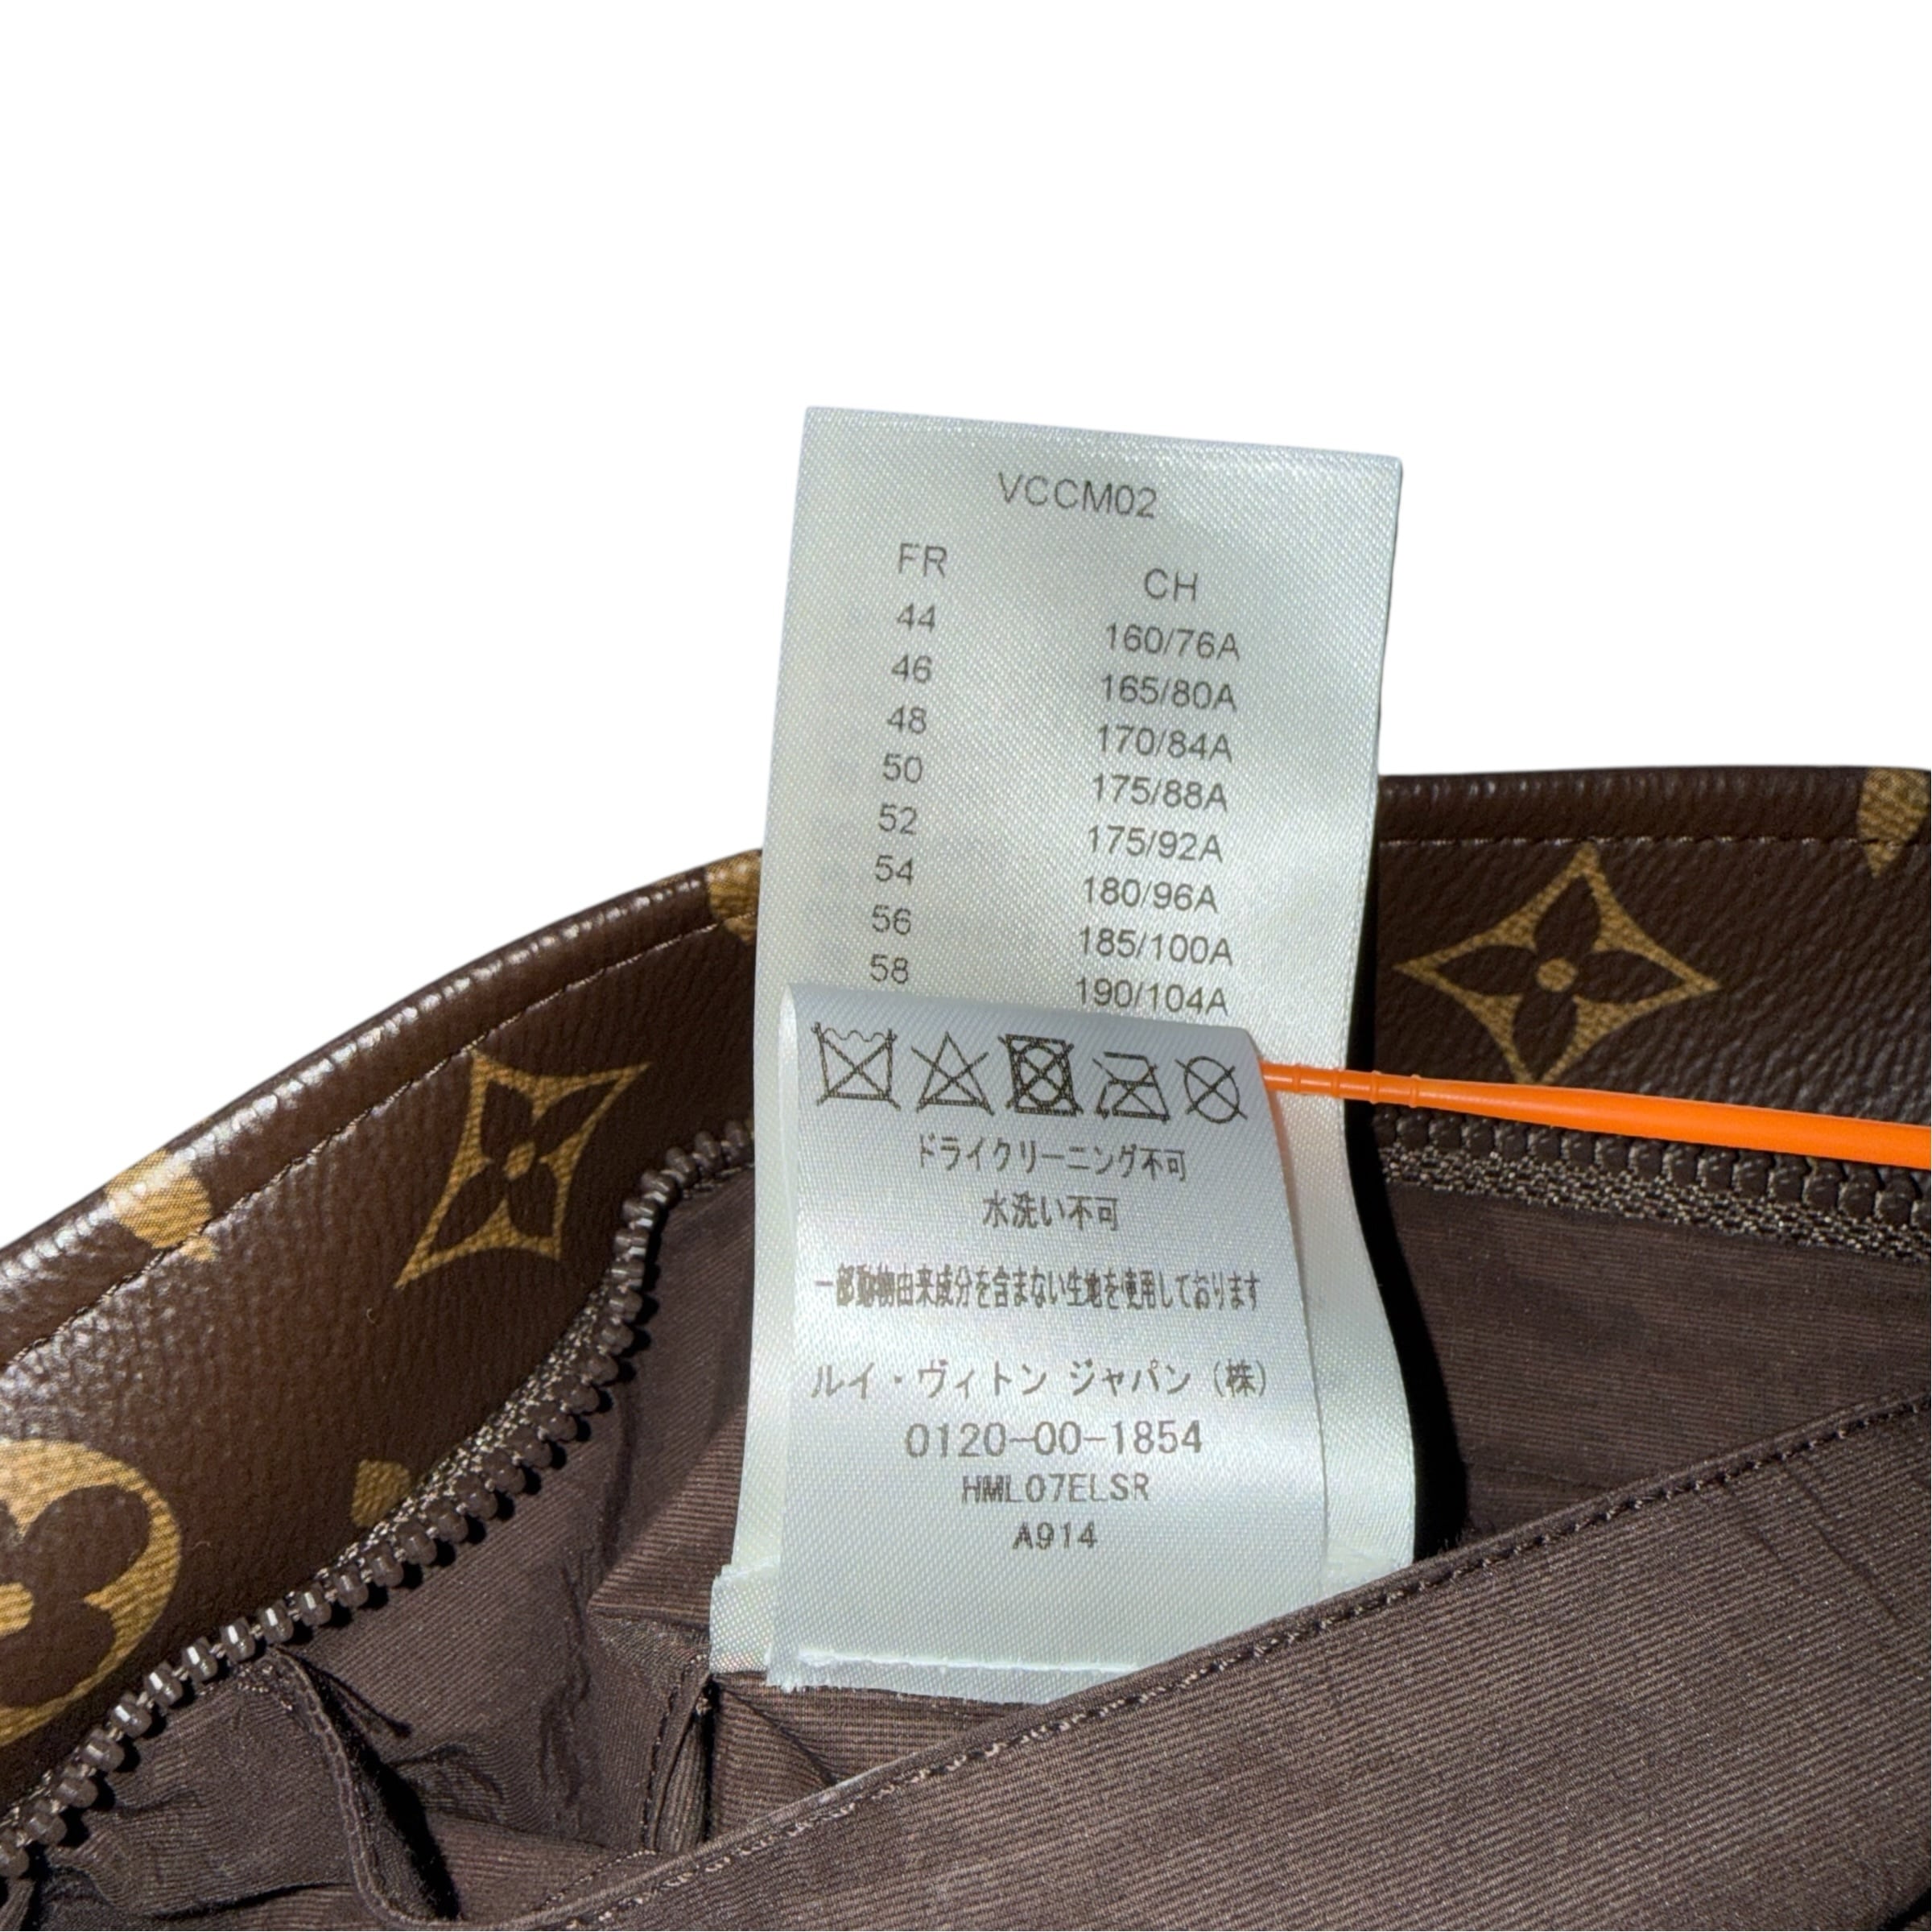 VCCM02
FR CH
44 160/76A
46 165/80A
48 170/84A
50 175/88A
52 175/92A
54 180/96A
56 185/100A
58 190/104A
ドライクリーニング不可
水洗い不可
一部動物由来成分を含まない生地を使用しております
ルイ・ヴィトン ジャパン (株)
0120-00-1854
HML07ELSR
A914